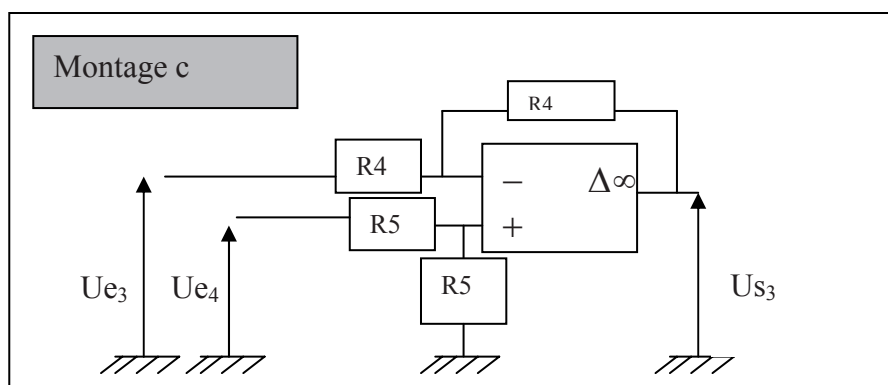 Montage c
R4
R4
− Δ∞
R5
+
R5
Ue₃
Ue₄
Us₃